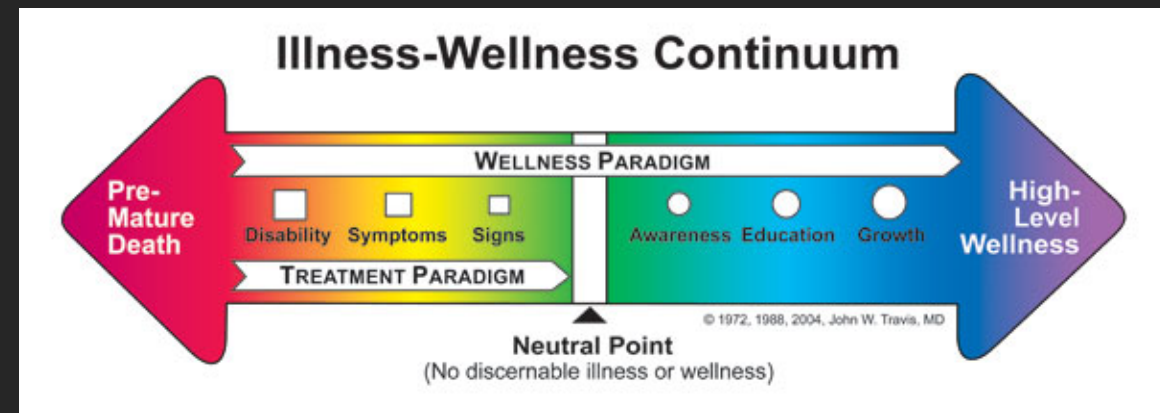 Illness-Wellness Continuum
WELLNESS PARADIGM
Pre-
Mature
Death
Disability Symptoms Signs
Awareness Education Growth
High-
Level
Wellness
TREATMENT PARADIGM
© 1972, 1988, 2004, John W. Travis, MD
Neutral Point
(No discernable illness or wellness)